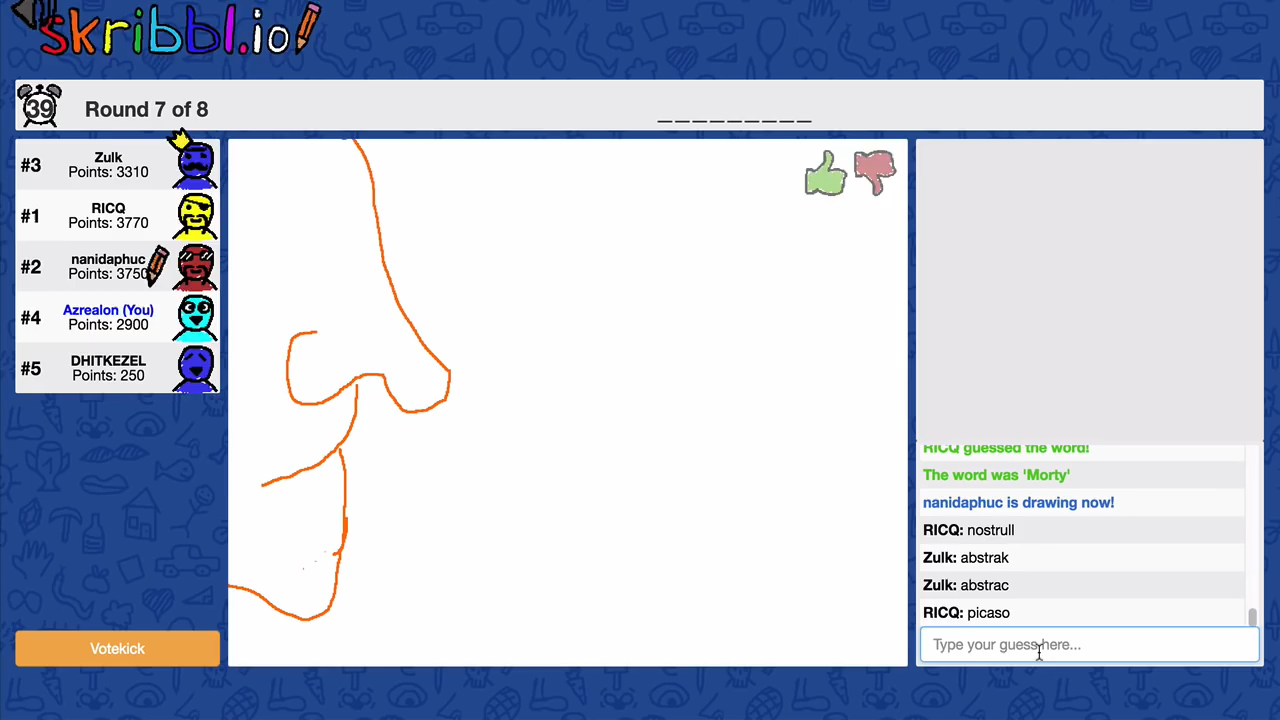 skribbl.io
39
Round 7 of 8
_________
#3
Zulk
Points: 3310
#1
RICQ
Points: 3770
#2
nanidaphuc
Points: 3750
#4
Azrealon (You)
Points: 2900
#5
DHITKEZEL
Points: 250
Votekick
RICQ guessed the word!
The word was 'Morty'
nanidaphuc is drawing now!
RICQ: nostrull
Zulk: abstrak
Zulk: abstrac
RICQ: picaso
Type your guess here...